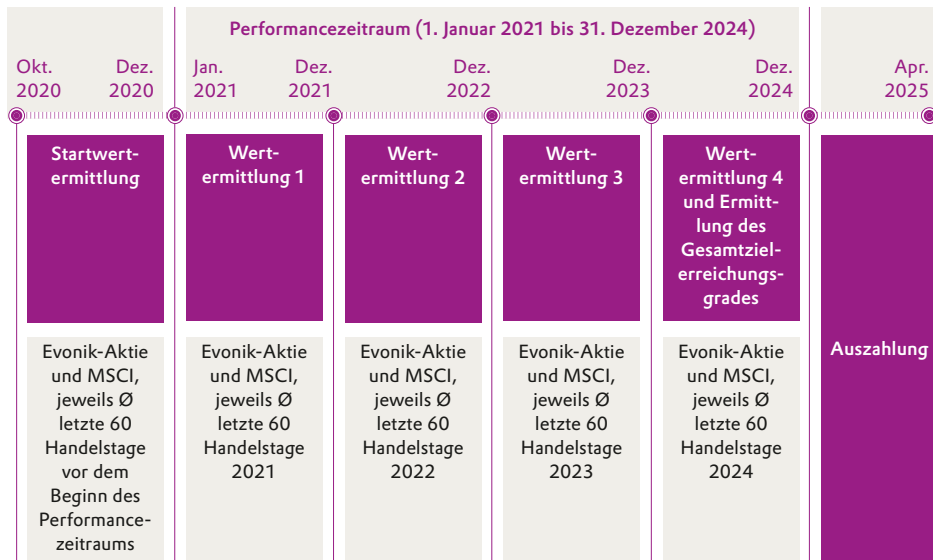 Performancezeitraum (1. Januar 2021 bis 31. Dezember 2024)
Okt.
2020
Dez.
2020
Jan.
2021
Dez.
2021
Dez.
2022
Dez.
2023
Dez.
2024
Apr.
2025
Startwert-
ermittlung
Wert-
ermittlung 1
Wert-
ermittlung 2
Wert-
ermittlung 3
Wert-
ermittlung 4
und Ermitt-
lung des
Gesamtziel-
erreichungs-
grades
Auszahlung
Evonik-Aktie
und MSCI,
jeweils Ø
letzte 60
Handelstage
vor dem
Beginn des
Performance-
zeitraums
Evonik-Aktie
und MSCI,
jeweils Ø
letzte 60
Handelstage
2021
Evonik-Aktie
und MSCI,
jeweils Ø
letzte 60
Handelstage
2022
Evonik-Aktie
und MSCI,
jeweils Ø
letzte 60
Handelstage
2023
Evonik-Aktie
und MSCI,
jeweils Ø
letzte 60
Handelstage
2024